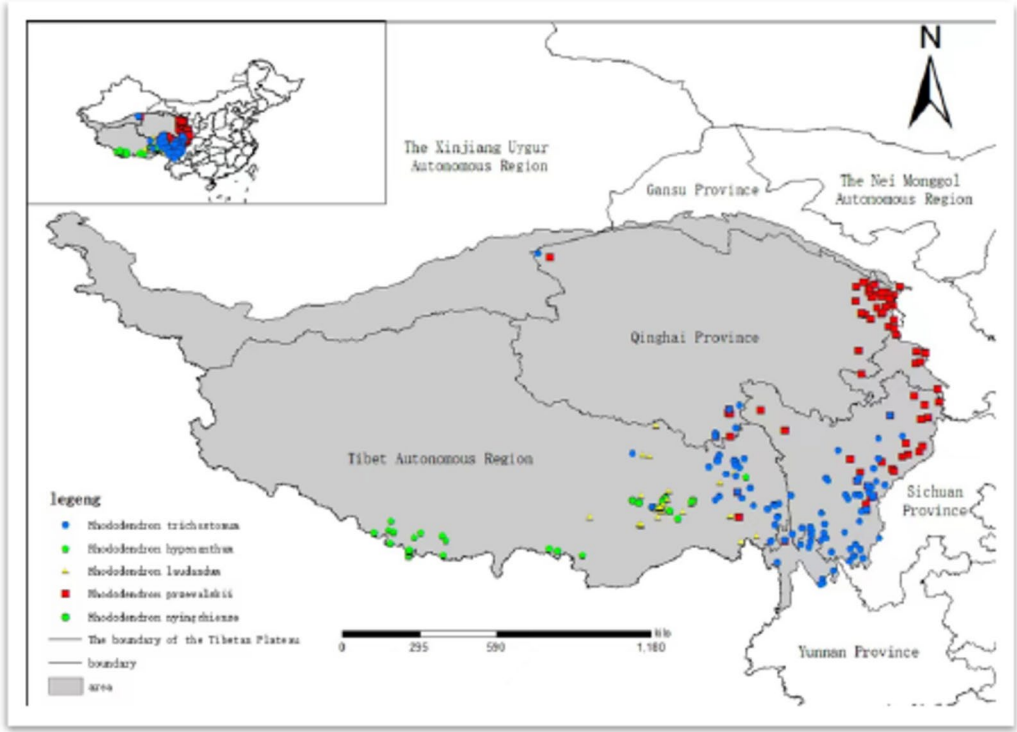 N
The Xinjiang Uygur
Autonomous Region
Gansu Province
The Nei Monggol
Autonomous Region
Qinghai Province
Tibet Autonomous Region
Sichuan
Province
Yunnan Province
legeng
Rhododendron trichostomum
Rhododendron hypenanthum
Rhododendron laudandum
Rhododendron przewalskii
Rhododendron nyingchiense
The boundary of the Tibetan Plateau
boundary
area
0 295 590 1,180